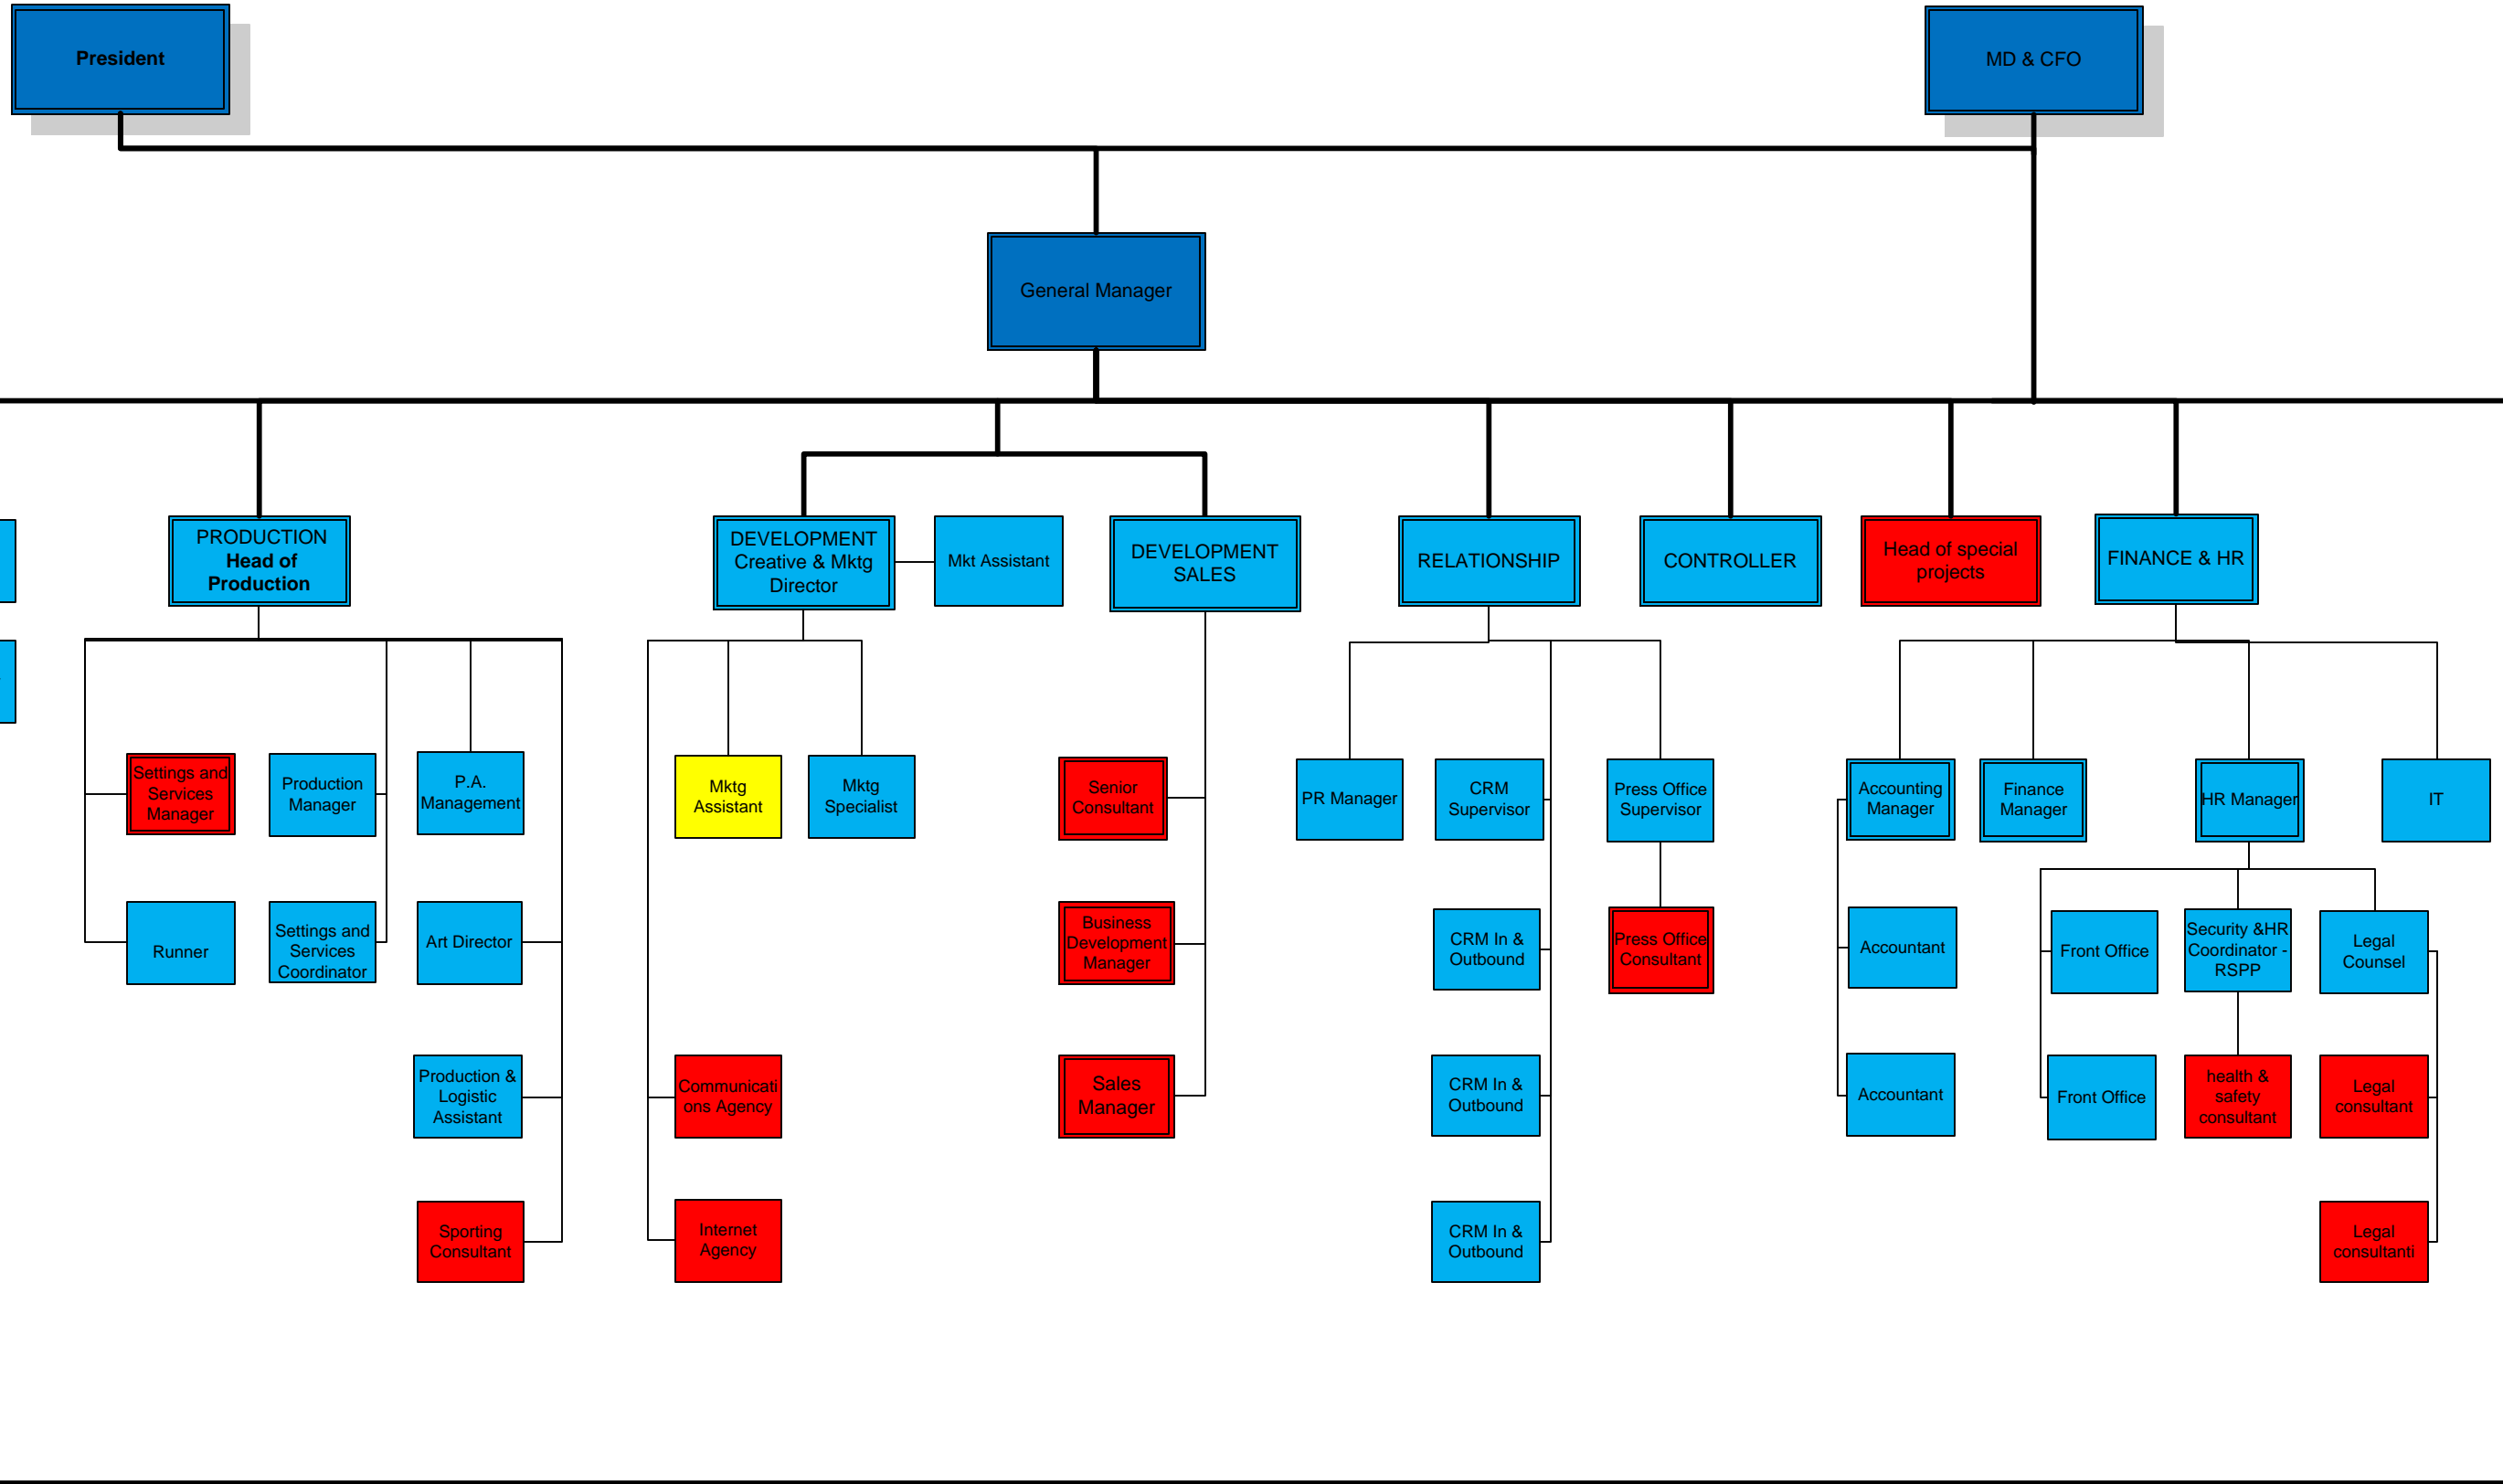 President
MD & CFO
General Manager
PRODUCTION
Head of
Production
DEVELOPMENT
Creative & Mktg
Director
Mkt Assistant
DEVELOPMENT
SALES
RELATIONSHIP
CONTROLLER
Head of special
projects
FINANCE & HR
Settings and
Services
Manager
Production
Manager
P.A.
Management
Mktg
Assistant
Mktg
Specialist
Senior
Consultant
PR Manager
CRM
Supervisor
Press Office
Supervisor
Accounting
Manager
Finance
Manager
HR Manager
IT
Runner
Settings and
Services
Coordinator
Art Director
Business
Development
Manager
CRM In &
Outbound
Press Office
Consultant
Accountant
Front Office
Security &HR
Coordinator -
RSPP
Legal
Counsel
Production &
Logistic
Assistant
Communicati
ons Agency
Sales
Manager
CRM In &
Outbound
Accountant
Front Office
health &
safety
consultant
Legal
consultant
Sporting
Consultant
Internet
Agency
CRM In &
Outbound
Legal
consultanti